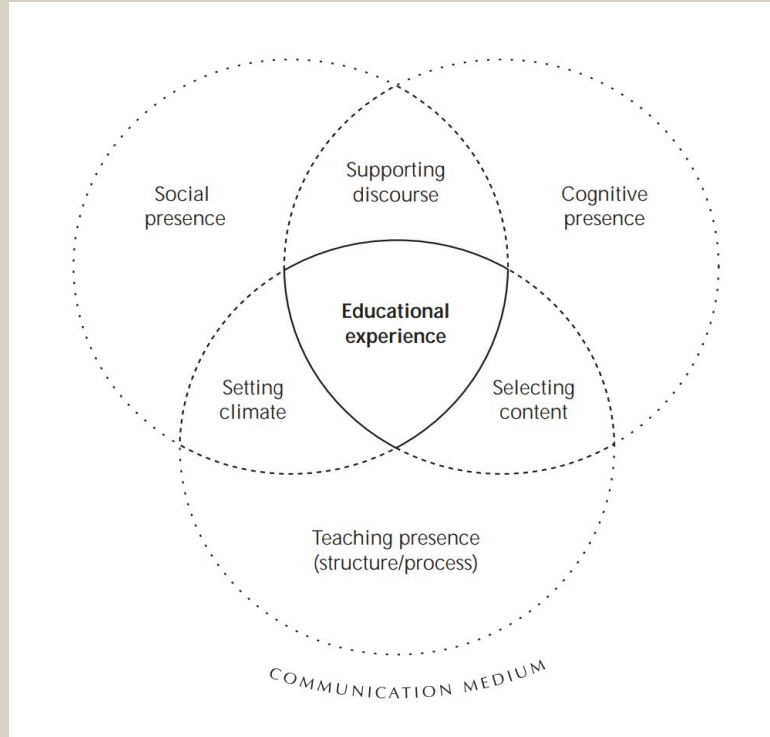 Social
presence
Supporting
discourse
Cognitive
presence
Educational
experience
Setting
climate
Selecting
content
Teaching presence
(structure/process)
COMMUNICATION MEDIUM